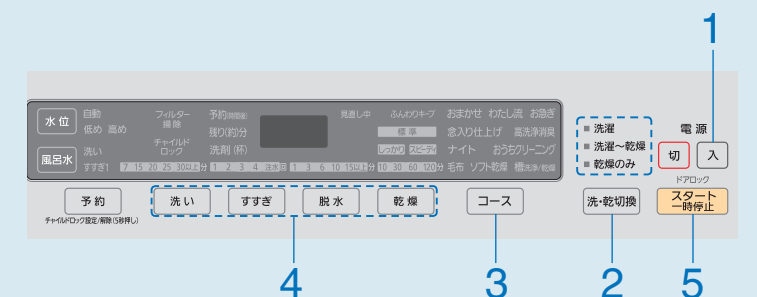 1
水位
自動
低め 高め
風呂水
洗い
すすぎ1
フィルター
掃除
チャイルド
ロック
予約(時間後)
残り(約)分
洗剤(杯)
見直し中
ふんわりキープ
標準
しっかり スピーディ
おまかせ わたし流 お急ぎ
念入り仕上げ 高洗浄消臭
ナイト おうちクリーニング
7 15 20 25 30以上分 1 2 3 4 注水回 1 3 6 10 15以上分 10 30 60 120分 毛布 ソフト乾燥 槽洗浄/乾燥
洗濯
洗濯～乾燥
乾燥のみ
電源
切 入
ドアロック
予約
チャイルドロック設定/解除(5秒押し)
洗い
すすぎ
脱水
乾燥
コース
洗・乾切換
スタート
一時停止
4
3
2
5